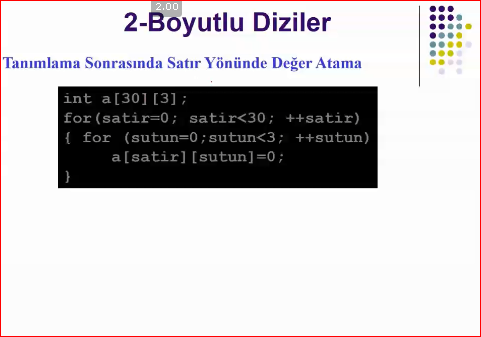 2.00
2-Boyutlu Diziler
Tanımlama Sonrasında Satır Yönünde Değer Atama
int a[30][3];
for(satir=0; satir<30; ++satir)
{ for (sutun=0;sutun<3; ++sutun)
a[satir][sutun]=0;
}